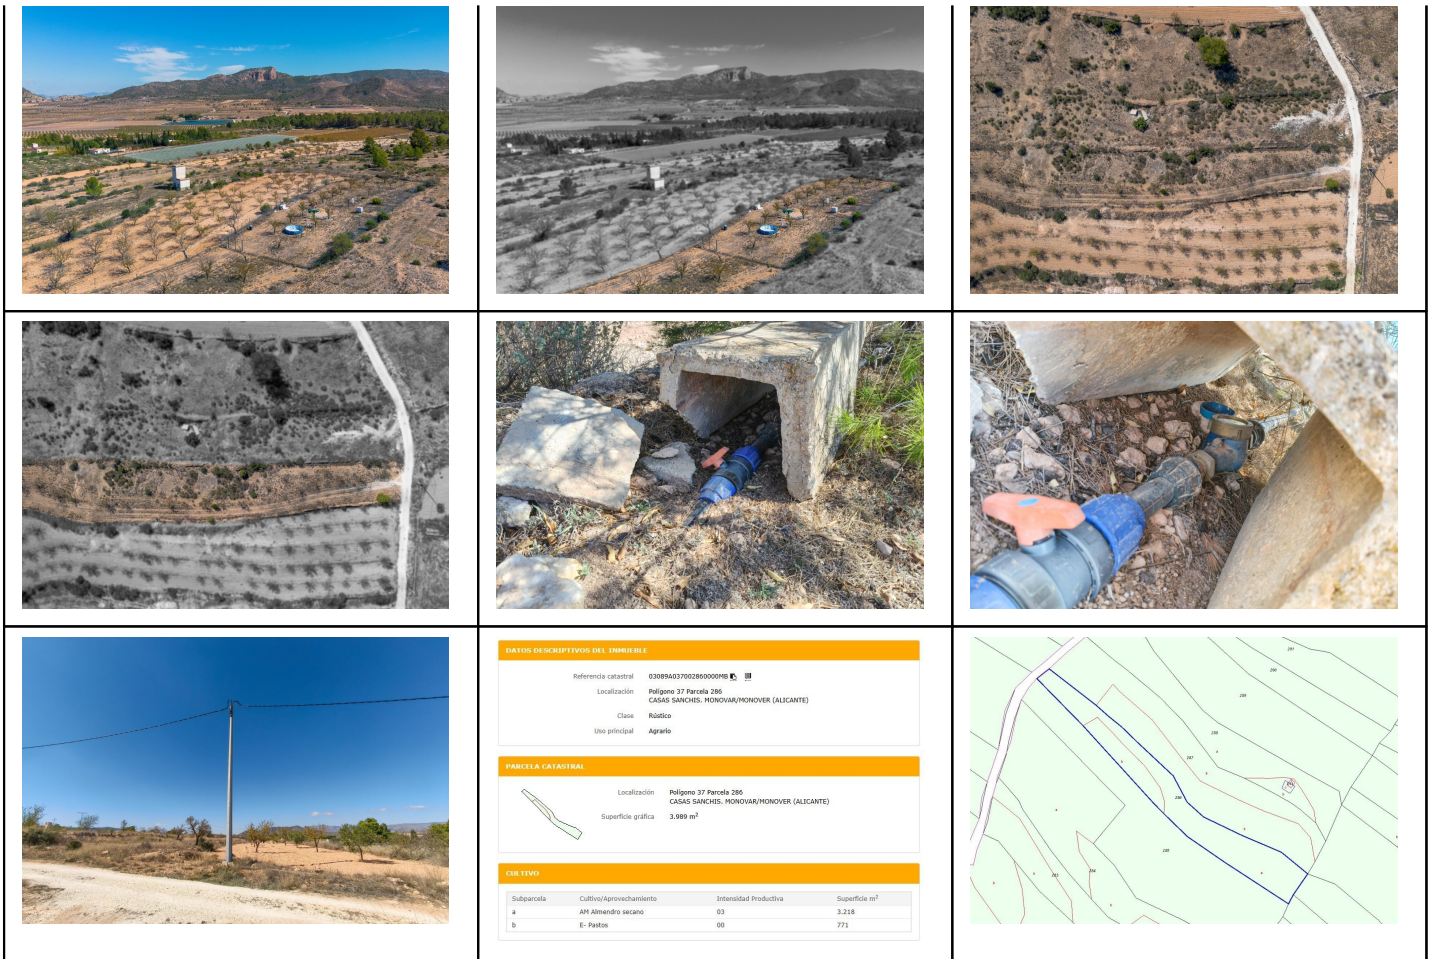 DATOS DESCRIPTIVOS DEL INMUEBLE
Referencia catastral 03089A037002860000MB
Localización Polígono 37 Parcela 286
CASAS SANCHIS. MONOVAR/MONOVER (ALICANTE)
Clase Rústico
Uso principal Agrario
PARCELA CATASTRAL
Localización Polígono 37 Parcela 286
CASAS SANCHIS. MONOVAR/MONOVER (ALICANTE)
Superficie gráfica 3.989 m²
CULTIVO
Subparcela Cultivo/Aprovechamiento Intensidad Productiva Superficie m²
a AM Almendro secano 03 3.218
b E- Pastos 00 771